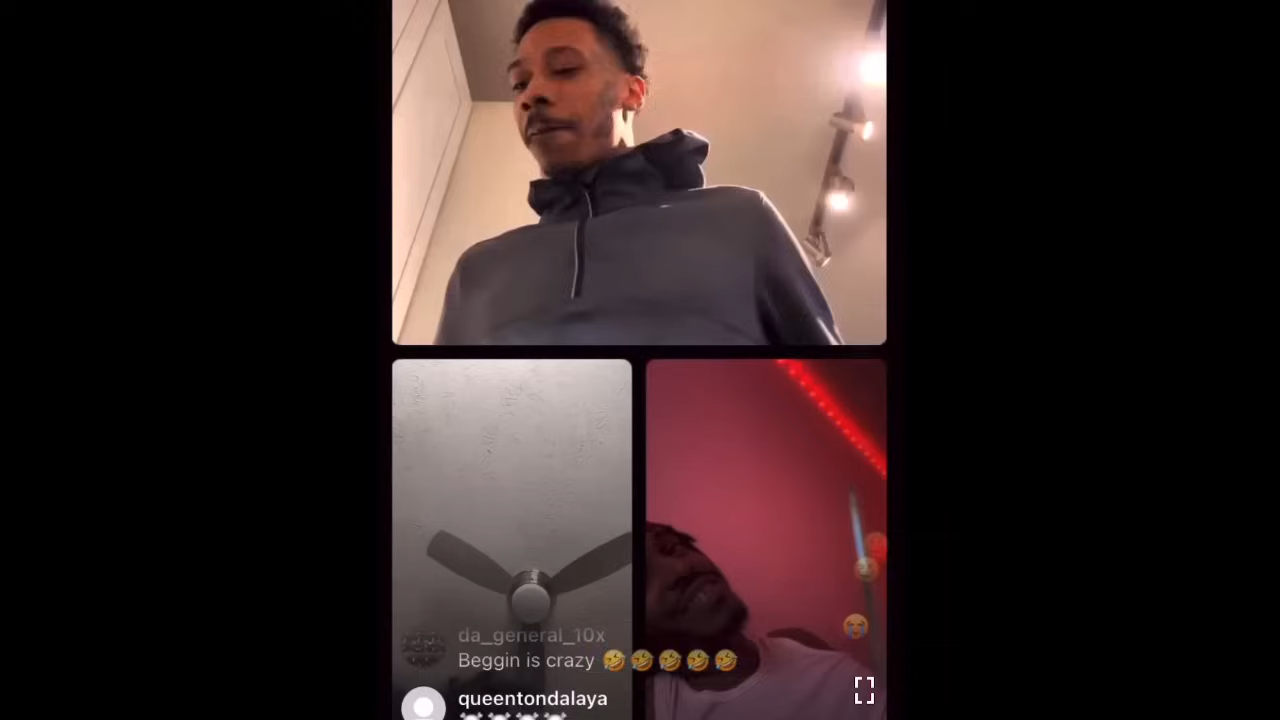 da_general_10x
Beggin is crazy 🤣🤣🤣🤣🤣
queentondalaya